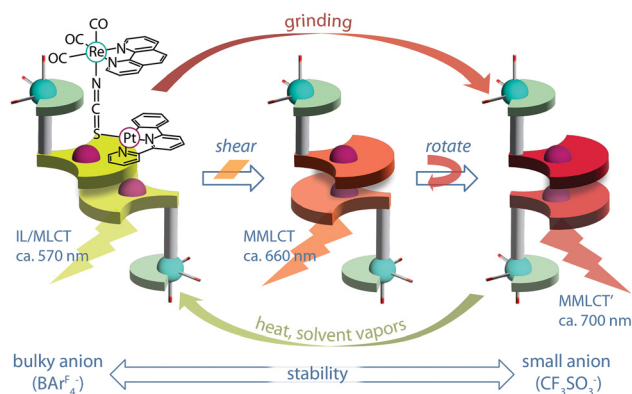 grinding
CO
OC
Re
N
OC
N
N
C
S
Pt
N
N
shear
rotate
IL/MLCT
ca. 570 nm
MMLCT
ca. 660 nm
MMLCT'
ca. 700 nm
heat, solvent vapors
bulky anion
(BArᶠ₄⁻)
stability
small anion
(CF₃SO₃⁻)